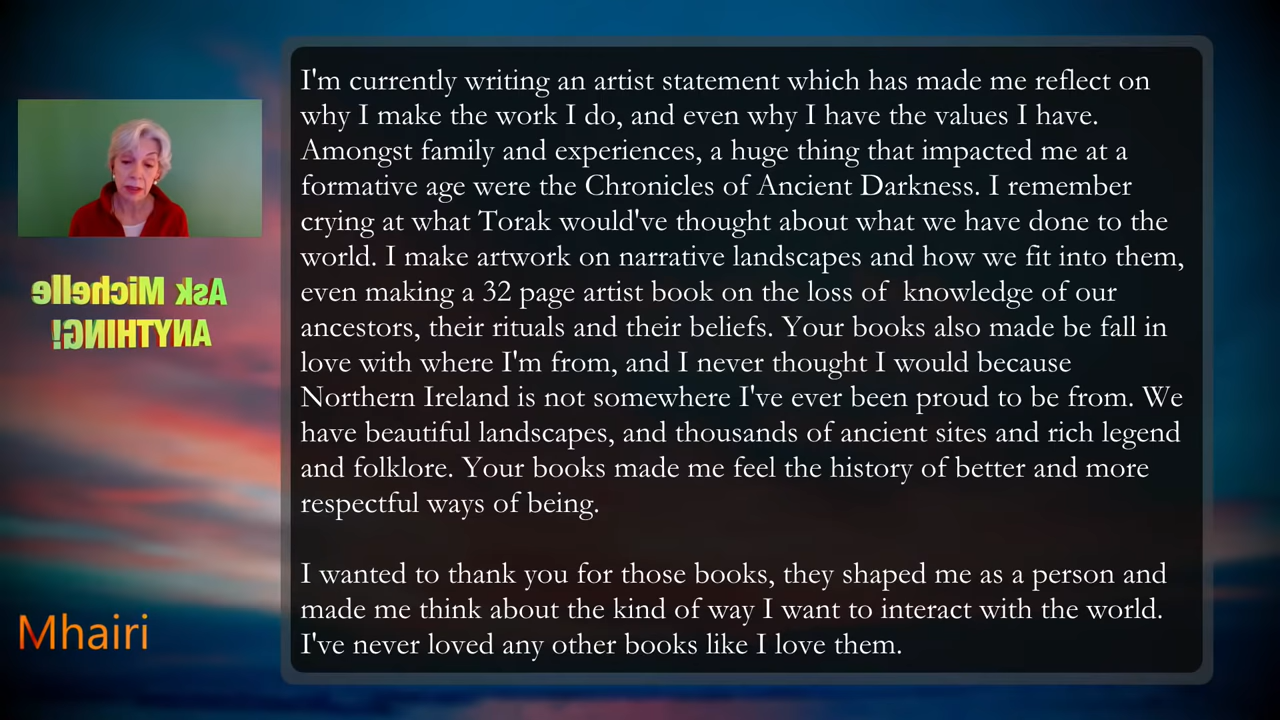 I'm currently writing an artist statement which has made me reflect on
why I make the work I do, and even why I have the values I have.
Amongst family and experiences, a huge thing that impacted me at a
formative age were the Chronicles of Ancient Darkness. I remember
crying at what Torak would've thought about what we have done to the
world. I make artwork on narrative landscapes and how we fit into them,
even making a 32 page artist book on the loss of  knowledge of our
ancestors, their rituals and their beliefs. Your books also made be fall in
love with where I'm from, and I never thought I would because
Northern Ireland is not somewhere I've ever been proud to be from. We
have beautiful landscapes, and thousands of ancient sites and rich legend
and folklore. Your books made me feel the history of better and more
respectful ways of being.

I wanted to thank you for those books, they shaped me as a person and
made me think about the kind of way I want to interact with the world.
I've never loved any other books like I love them.
Ask Michelle
ANYTHING!
Mhairi